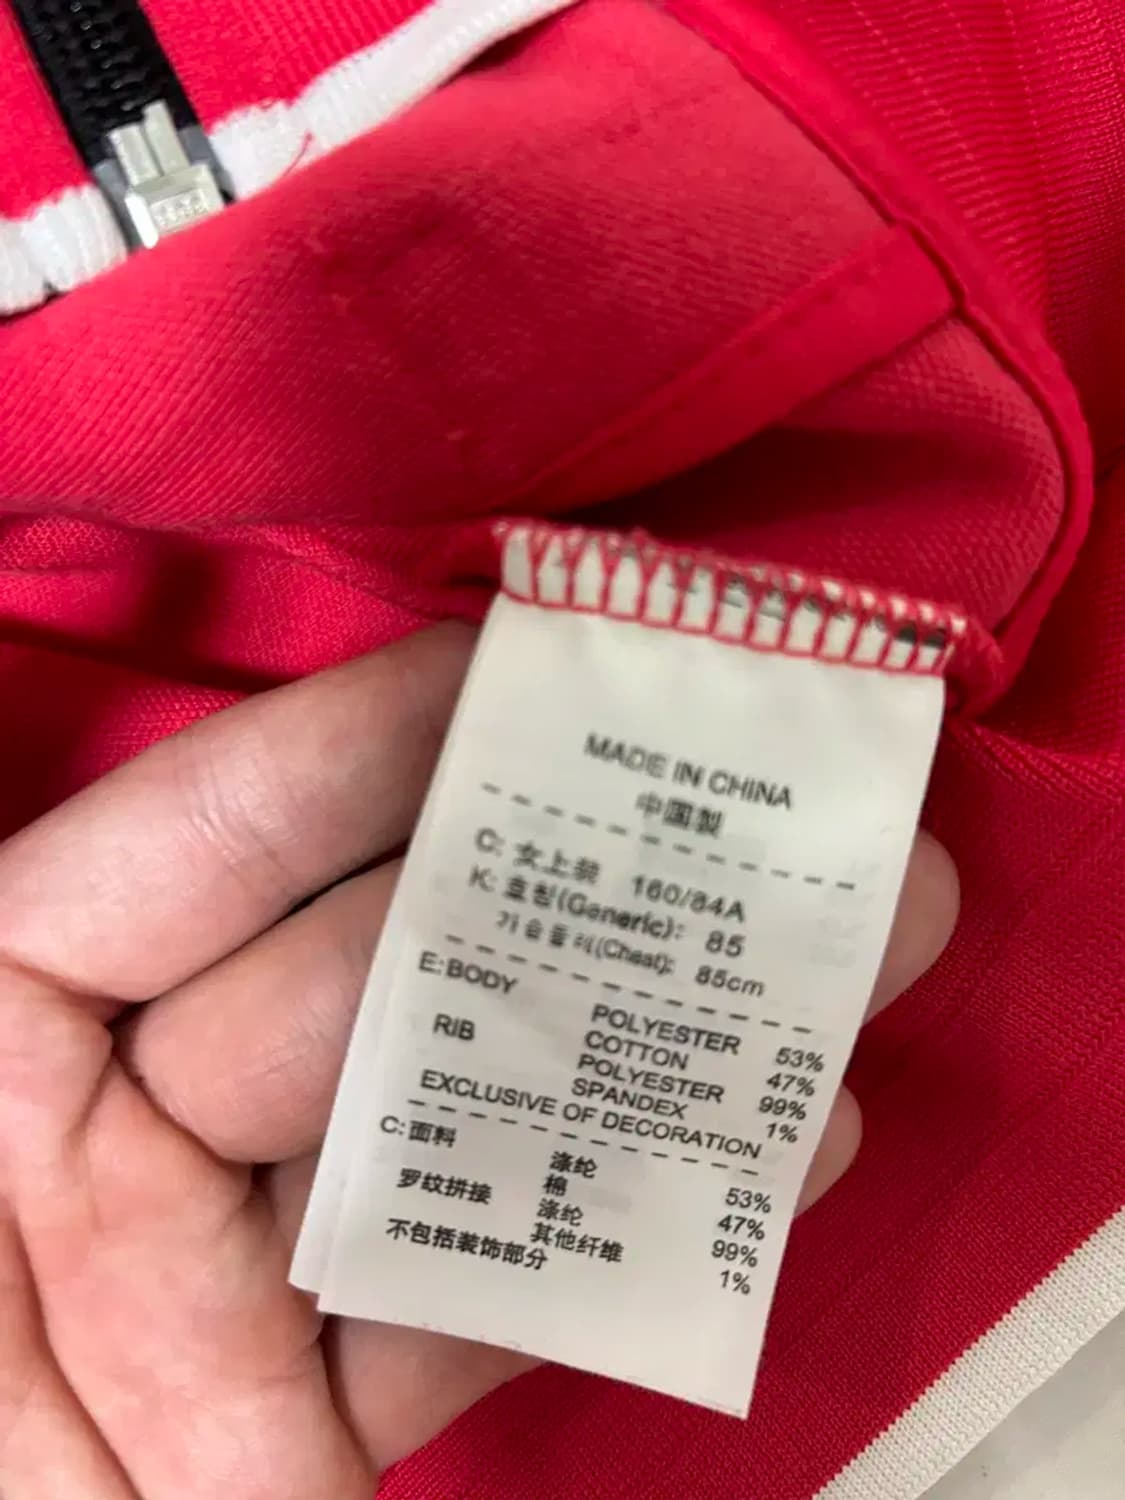 MADE IN CHINA
中国製
C: 女上装 160/84A
K: 호칭(Generic): 85
가슴둘레(Chest): 85cm
E: BODY POLYESTER 53%
COTTON 47%
RIB POLYESTER 99%
SPANDEX 1%
EXCLUSIVE OF DECORATION
C: 面料 涤纶 53%
棉 47%
罗纹拼接 涤纶 99%
其他纤维 1%
不包括装饰部分